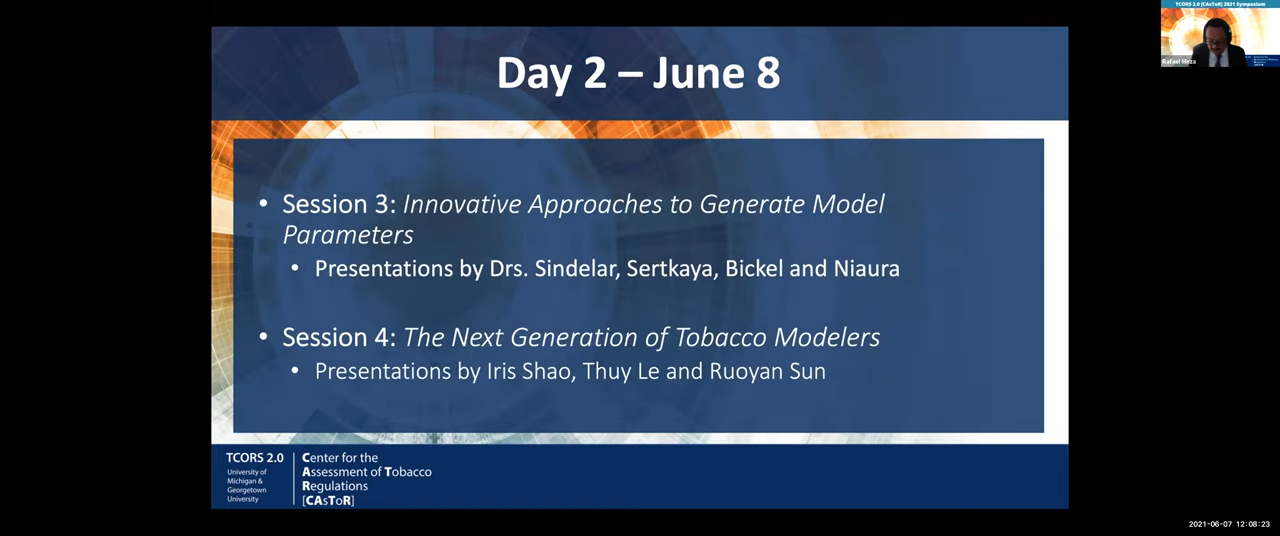 TCORS 2.0 [CAsToR] 2021 Symposium
Rafael Meza
Day 2 – June 8
• Session 3: Innovative Approaches to Generate Model
Parameters
• Presentations by Drs. Sindelar, Sertkaya, Bickel and Niaura
• Session 4: The Next Generation of Tobacco Modelers
• Presentations by Iris Shao, Thuy Le and Ruoyan Sun
TCORS 2.0
University of
Michigan &
Georgetown
University
Center for the
Assessment of Tobacco
Regulations
[CAsToR]
2021-06-07 12:08:23